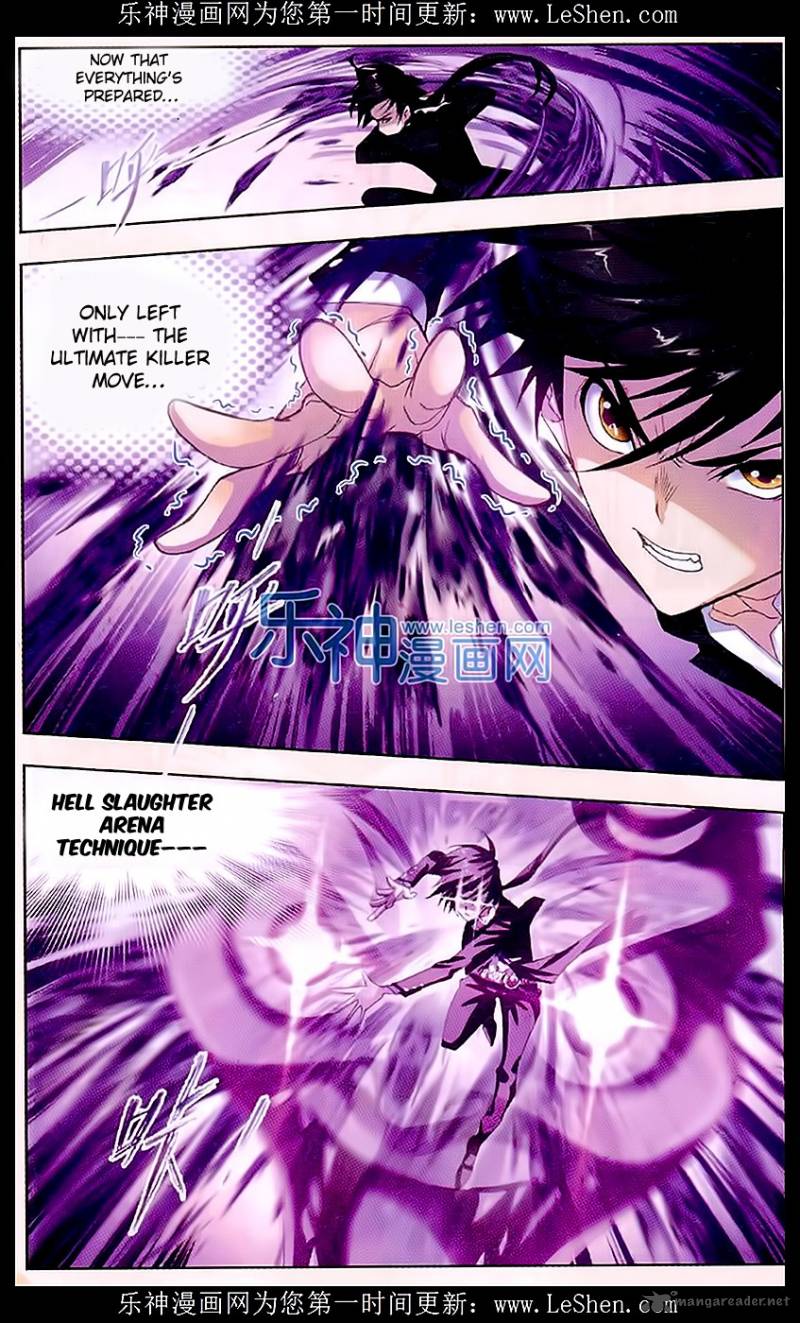 乐神漫画网为您第一时间更新：www.LeShen.com
NOW THAT
EVERYTHING'S
PREPARED...
呼
ONLY LEFT
WITH--- THE
ULTIMATE KILLER
MOVE...
呼
www.leshen.com
乐神漫画网
HELL SLAUGHTER
ARENA
TECHNIQUE---
咔
乐神漫画网为您第一时间更新：www.LeShen.com
mangareader.net